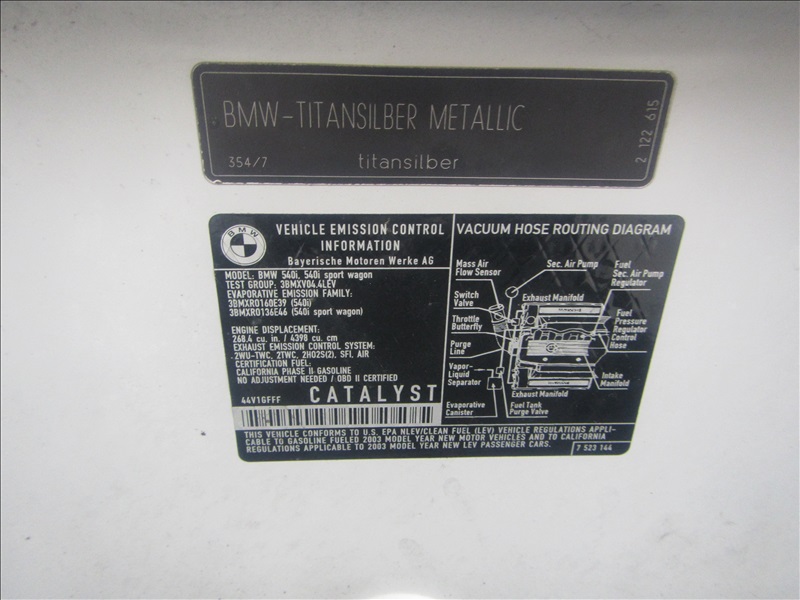 BMW-TITANSILBER METALLIC
354/7 titansilber
2 122 615
BMW
VEHICLE EMISSION CONTROL
INFORMATION
Bayerische Motoren Werke AG
MODEL: BMW 540i, 540i sport wagon
TEST GROUP: 3BMXV04.4LEV
EVAPORATIVE EMISSION FAMILY:
3BMXR0160E39 (540i)
3BMXR0136E46 (540i sport wagon)
ENGINE DISPLACEMENT:
268.4 cu. in. / 4398 cu. cm
EXHAUST EMISSION CONTROL SYSTEM:
2WU-TWC, 2TWC, 2HO2S(2), SFI, AIR
CERTIFICATION FUEL:
CALIFORNIA PHASE II GASOLINE
NO ADJUSTMENT NEEDED / OBD II CERTIFIED
44V1GFFF
CATALYST
VACUUM HOSE ROUTING DIAGRAM
Mass Air
Flow Sensor
Sec. Air Pump
Fuel
Sec. Air Pump
Regulator
Switch
Valve
Exhaust Manifold
Throttle
Butterfly
Fuel
Pressure
Regulator
Control
Hose
Purge
Line
Vapor-
Liquid
Separator
Intake
Manifold
Exhaust Manifold
Evaporative
Canister
Fuel Tank
Purge Valve
THIS VEHICLE CONFORMS TO U.S. EPA NLEV/CLEAN FUEL (LEV) VEHICLE REGULATIONS APPLI-
CABLE TO GASOLINE FUELED 2003 MODEL YEAR NEW MOTOR VEHICLES AND TO CALIFORNIA
REGULATIONS APPLICABLE TO 2003 MODEL YEAR NEW LEV PASSENGER CARS.
7 523 144